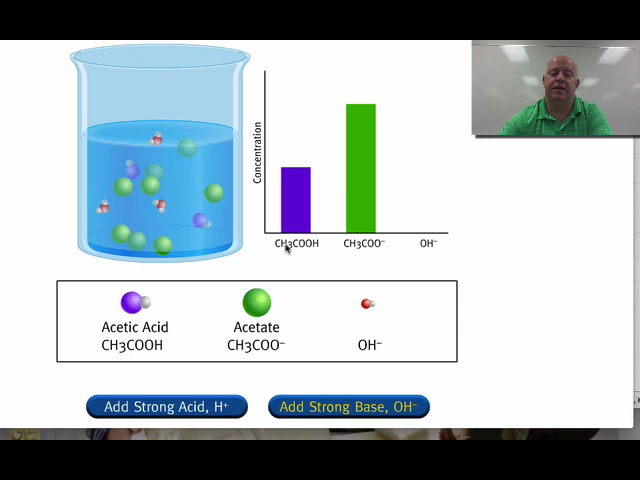 Concentration
CH3COOH
CH3COO⁻
OH⁻
Acetic Acid
CH3COOH
Acetate
CH3COO⁻
OH⁻
Add Strong Acid, H⁺
Add Strong Base, OH⁻